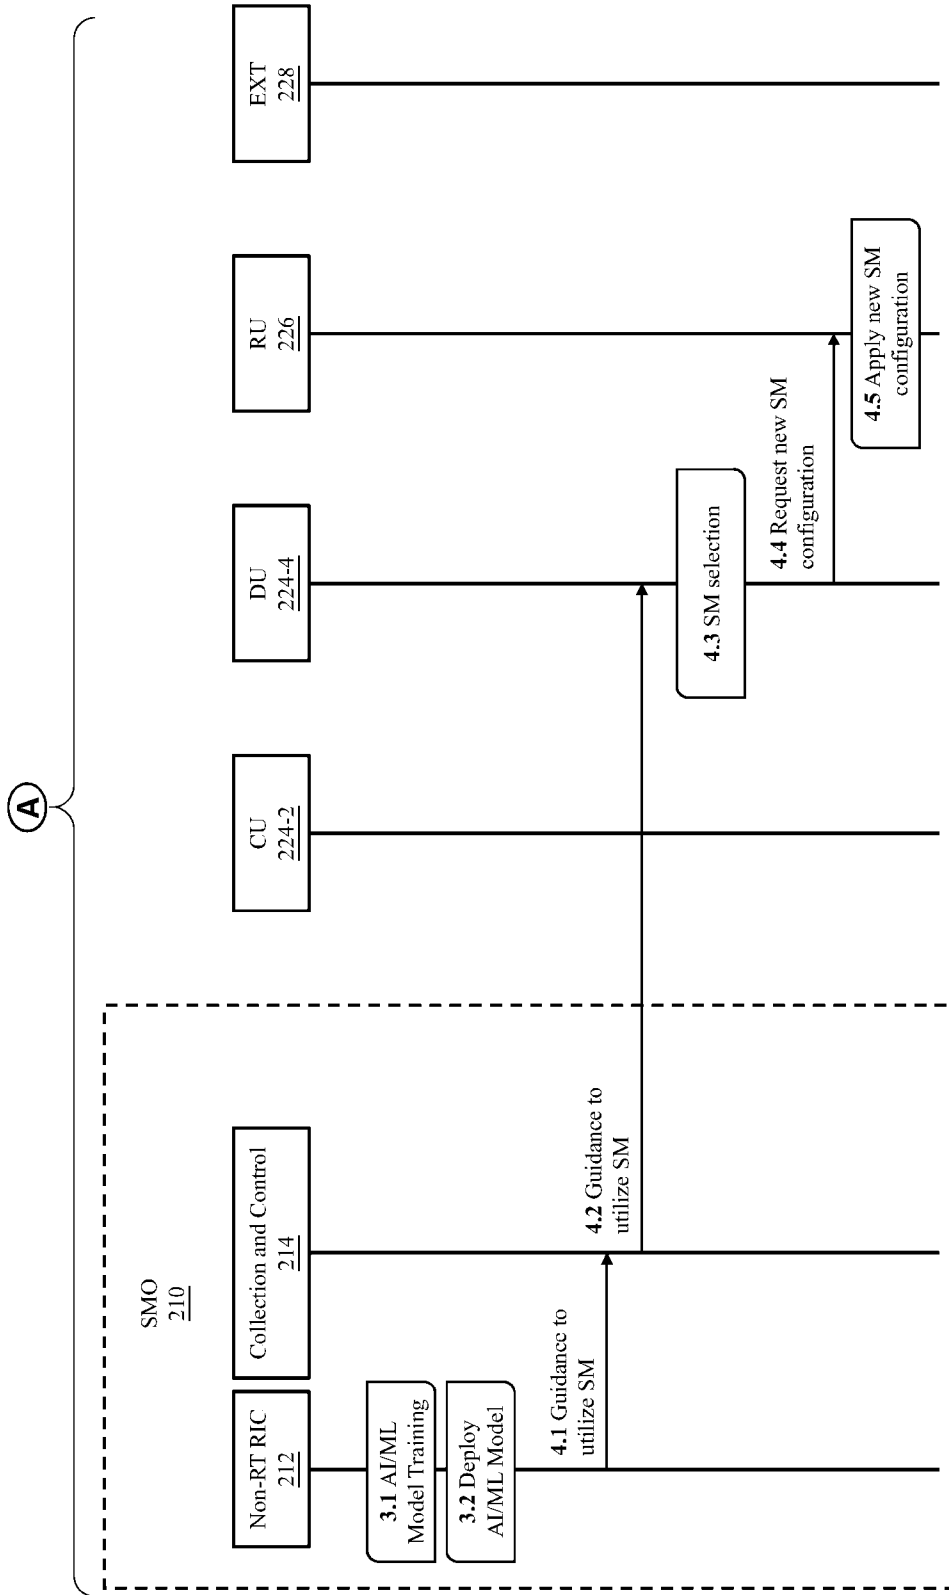 A
SMO
210
Non-RT RIC
212
Collection and Control
214
CU
224-2
DU
224-4
RU
226
EXT
228
3.1 AI/ML
Model Training
3.2 Deploy
AI/ML Model
4.1 Guidance to
utilize SM
4.2 Guidance to
utilize SM
4.3 SM selection
4.4 Request new SM
configuration
4.5 Apply new SM
configuration